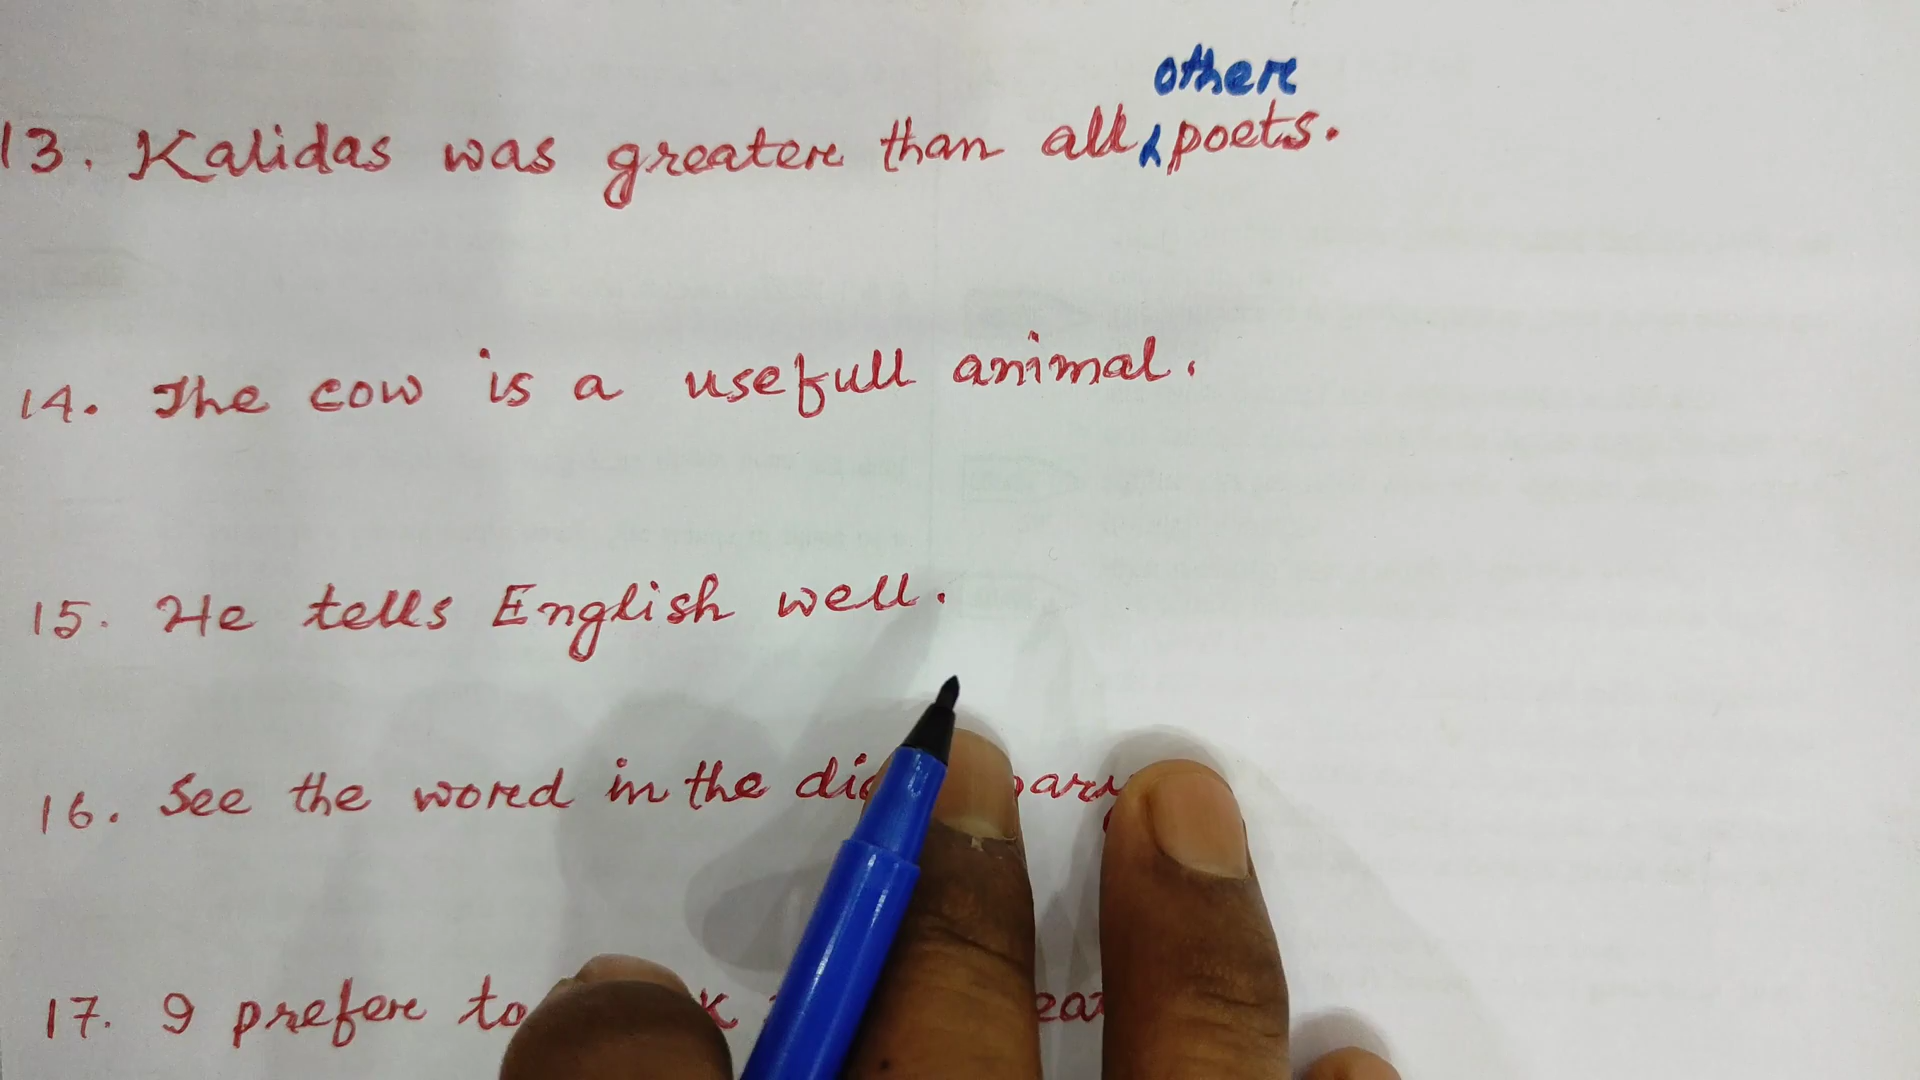 other
13. Kalidas was greater than all poets.
14. The cow is a usefull animal.
15. He tells English well.
16. See the word in the
17. I prefer to